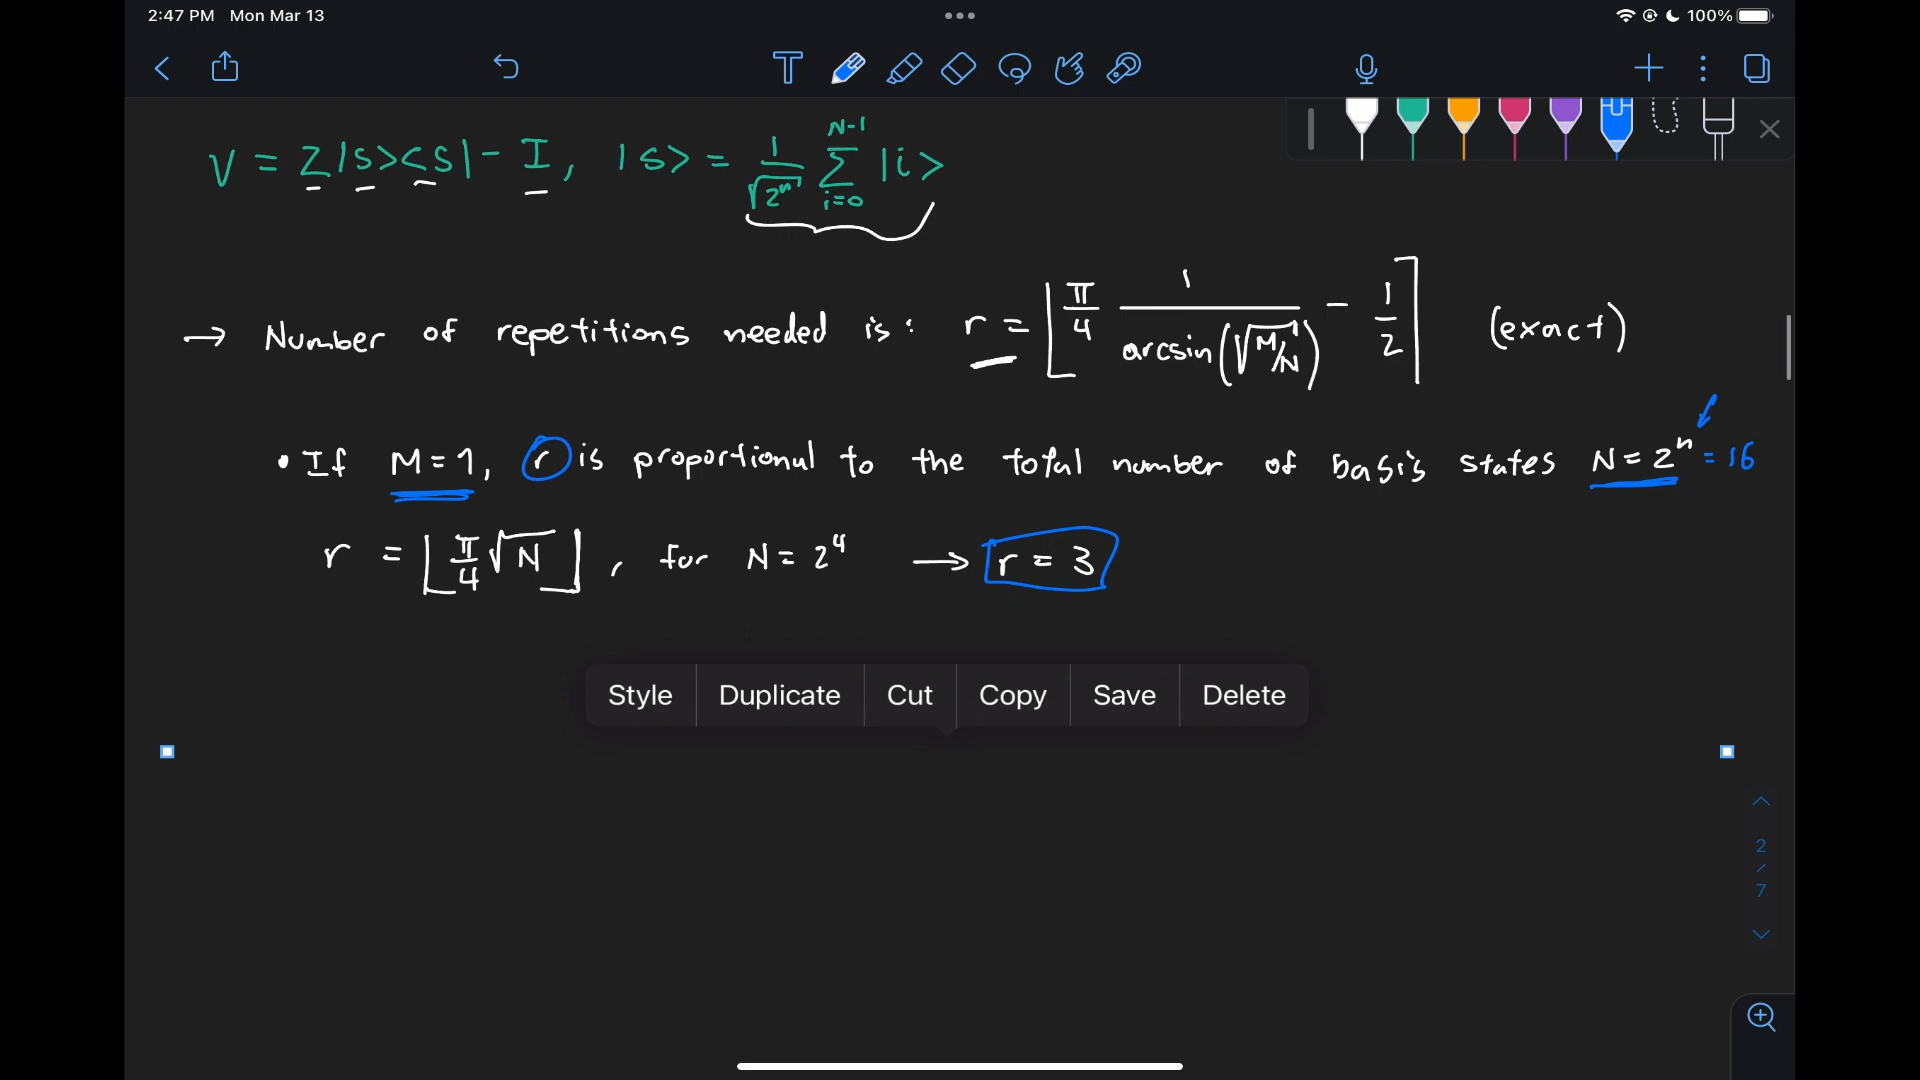 2:47 PM Mon Mar 13
100%
V = 2|s><s| - I, |s> = 1/√2ⁿ Σ_{i=0}^{N-1} |i>
→ Number of repetitions needed is: r = ⌊ π/4 1/arcsin(√M/N) - 1/2 ⌉ (exact)
• If M = 1, r is proportional to the total number of basis states N = 2ⁿ = 16
r = ⌊ π/4 √N ⌋, for N = 2⁴ → r = 3
Style Duplicate Cut Copy Save Delete
2
/
7